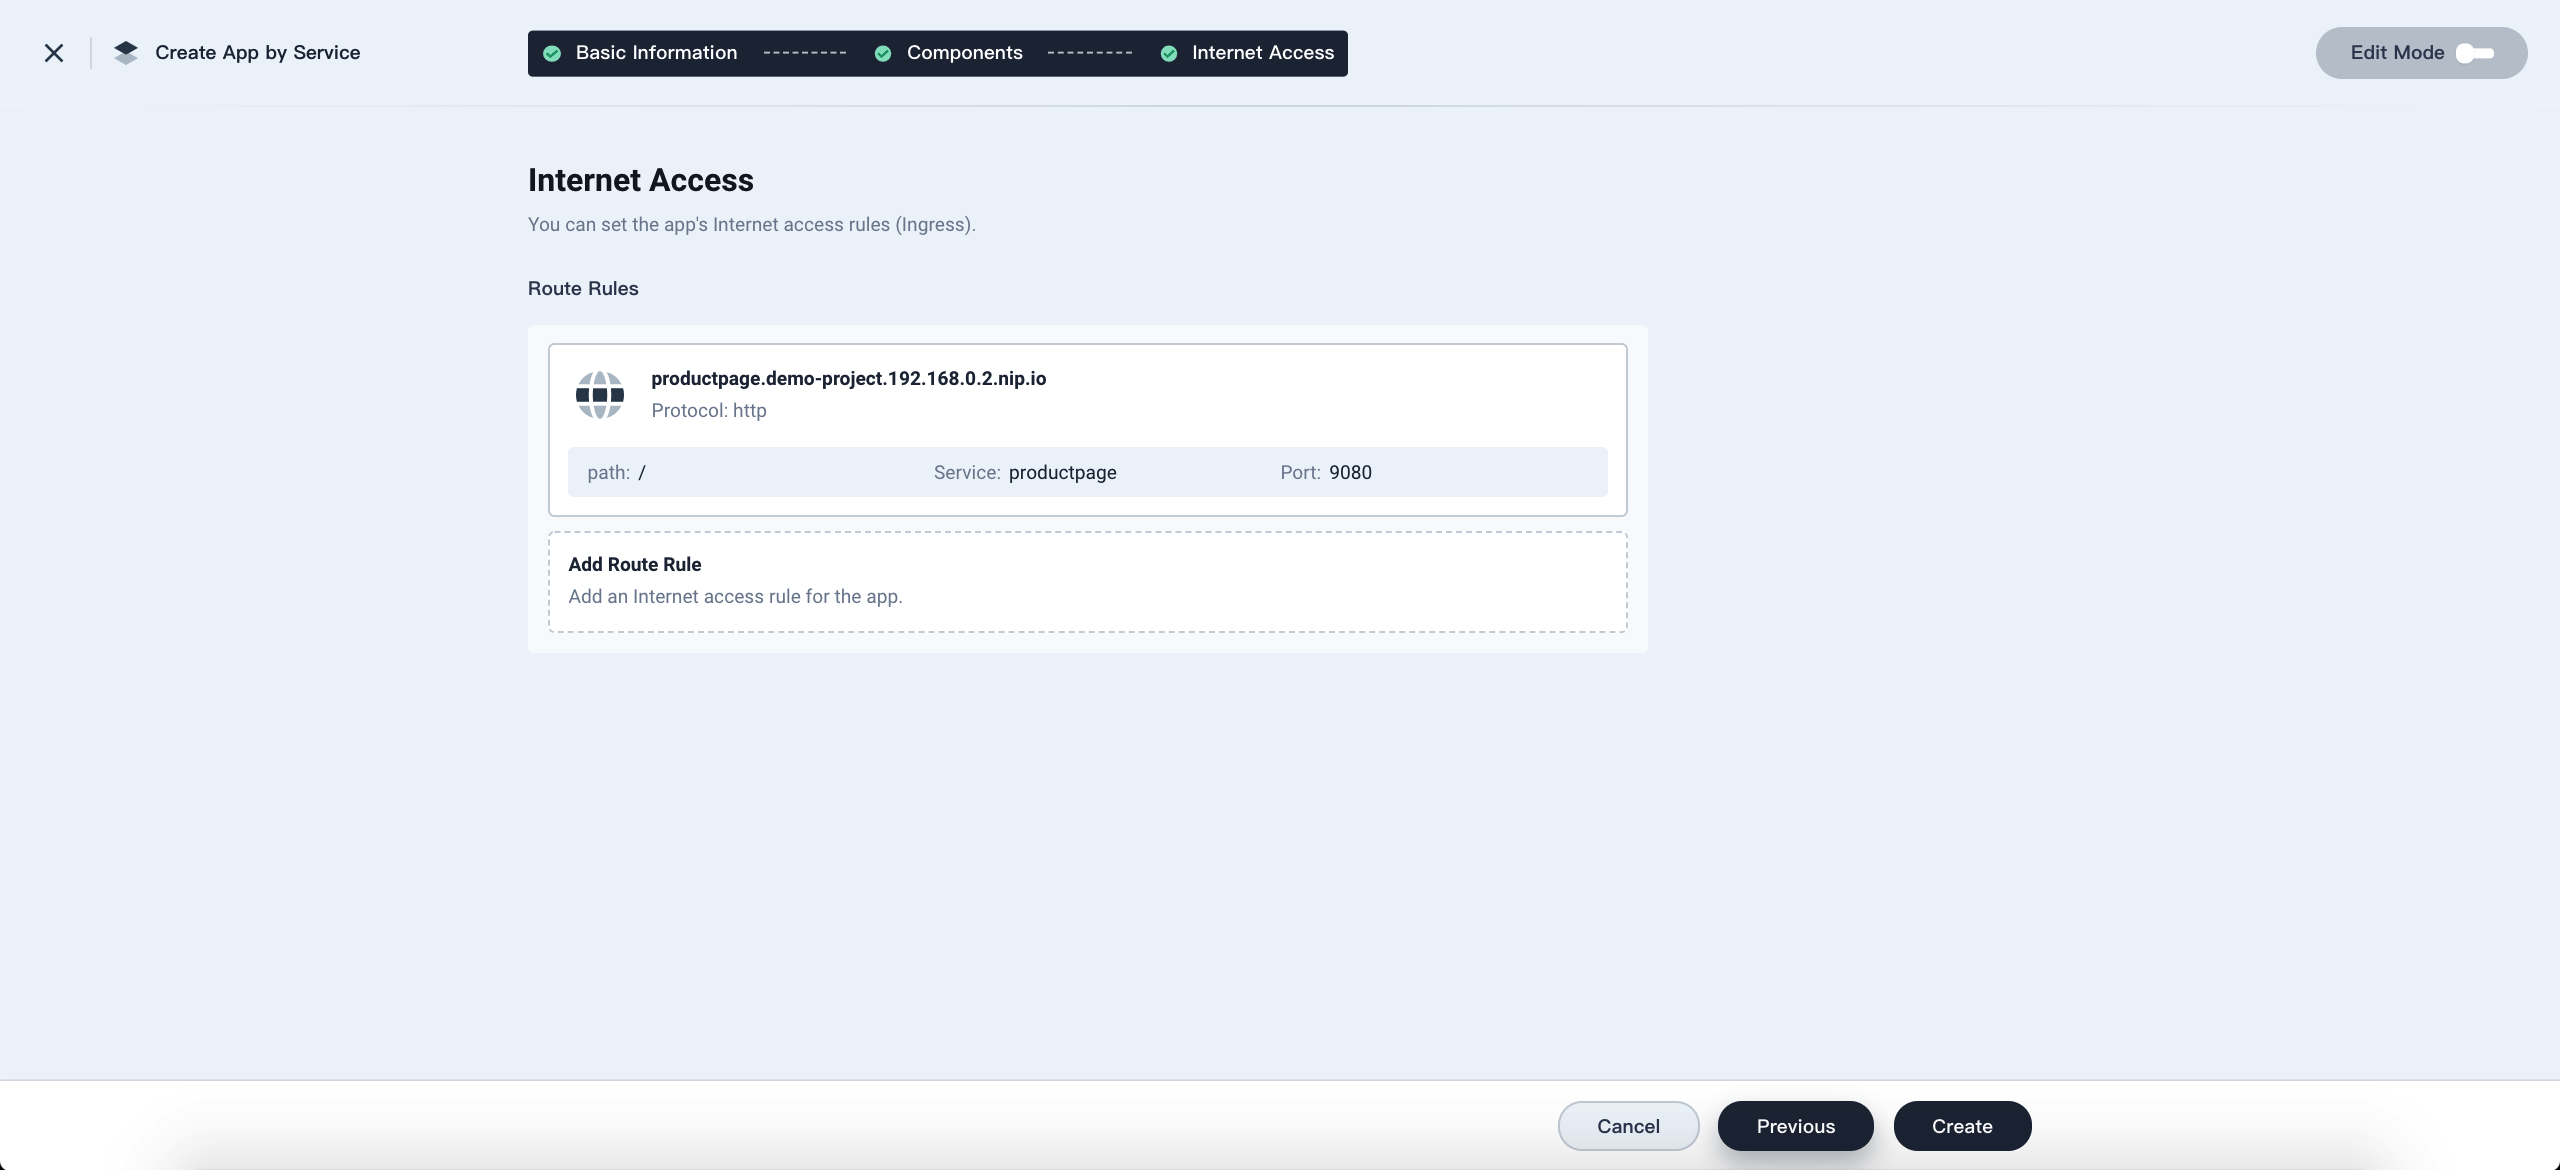 Create App by Service
Basic Information
Components
Internet Access
Edit Mode
Internet Access
You can set the app's Internet access rules (Ingress).
Route Rules
productpage.demo-project.192.168.0.2.nip.io
Protocol: http
path: / Service: productpage Port: 9080
Add Route Rule
Add an Internet access rule for the app.
Cancel
Previous
Create